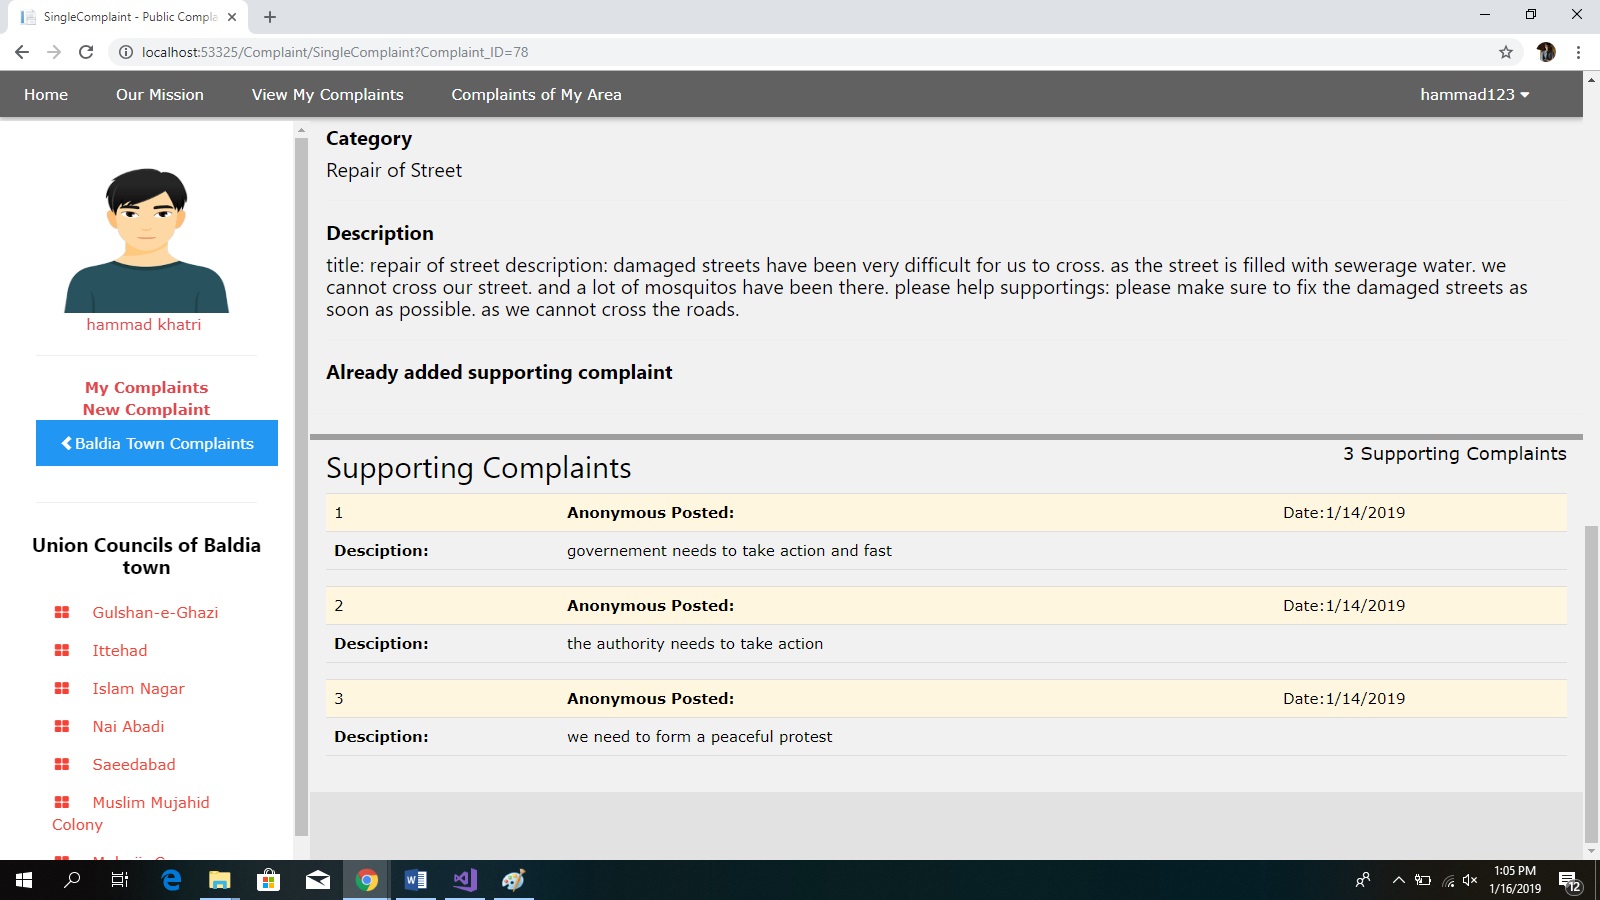 SingleComplaint - Public Compla
localhost:53325/Complaint/SingleComplaint?Complaint_ID=78
Home Our Mission View My Complaints Complaints of My Area hammad123
hammad khatri
My Complaints
New Complaint
Baldia Town Complaints
Union Councils of Baldia
town
Gulshan-e-Ghazi
Ittehad
Islam Nagar
Nai Abadi
Saeedabad
Muslim Mujahid
Colony
Category
Repair of Street
Description
title: repair of street description: damaged streets have been very difficult for us to cross. as the street is filled with sewerage water. we
cannot cross our street. and a lot of mosquitos have been there. please help supportings: please make sure to fix the damaged streets as
soon as possible. as we cannot cross the roads.
Already added supporting complaint
3 Supporting Complaints
Supporting Complaints
1 Anonymous Posted: Date:1/14/2019
Desciption: governement needs to take action and fast
2 Anonymous Posted: Date:1/14/2019
Desciption: the authority needs to take action
3 Anonymous Posted: Date:1/14/2019
Desciption: we need to form a peaceful protest
1:05 PM
1/16/2019
12